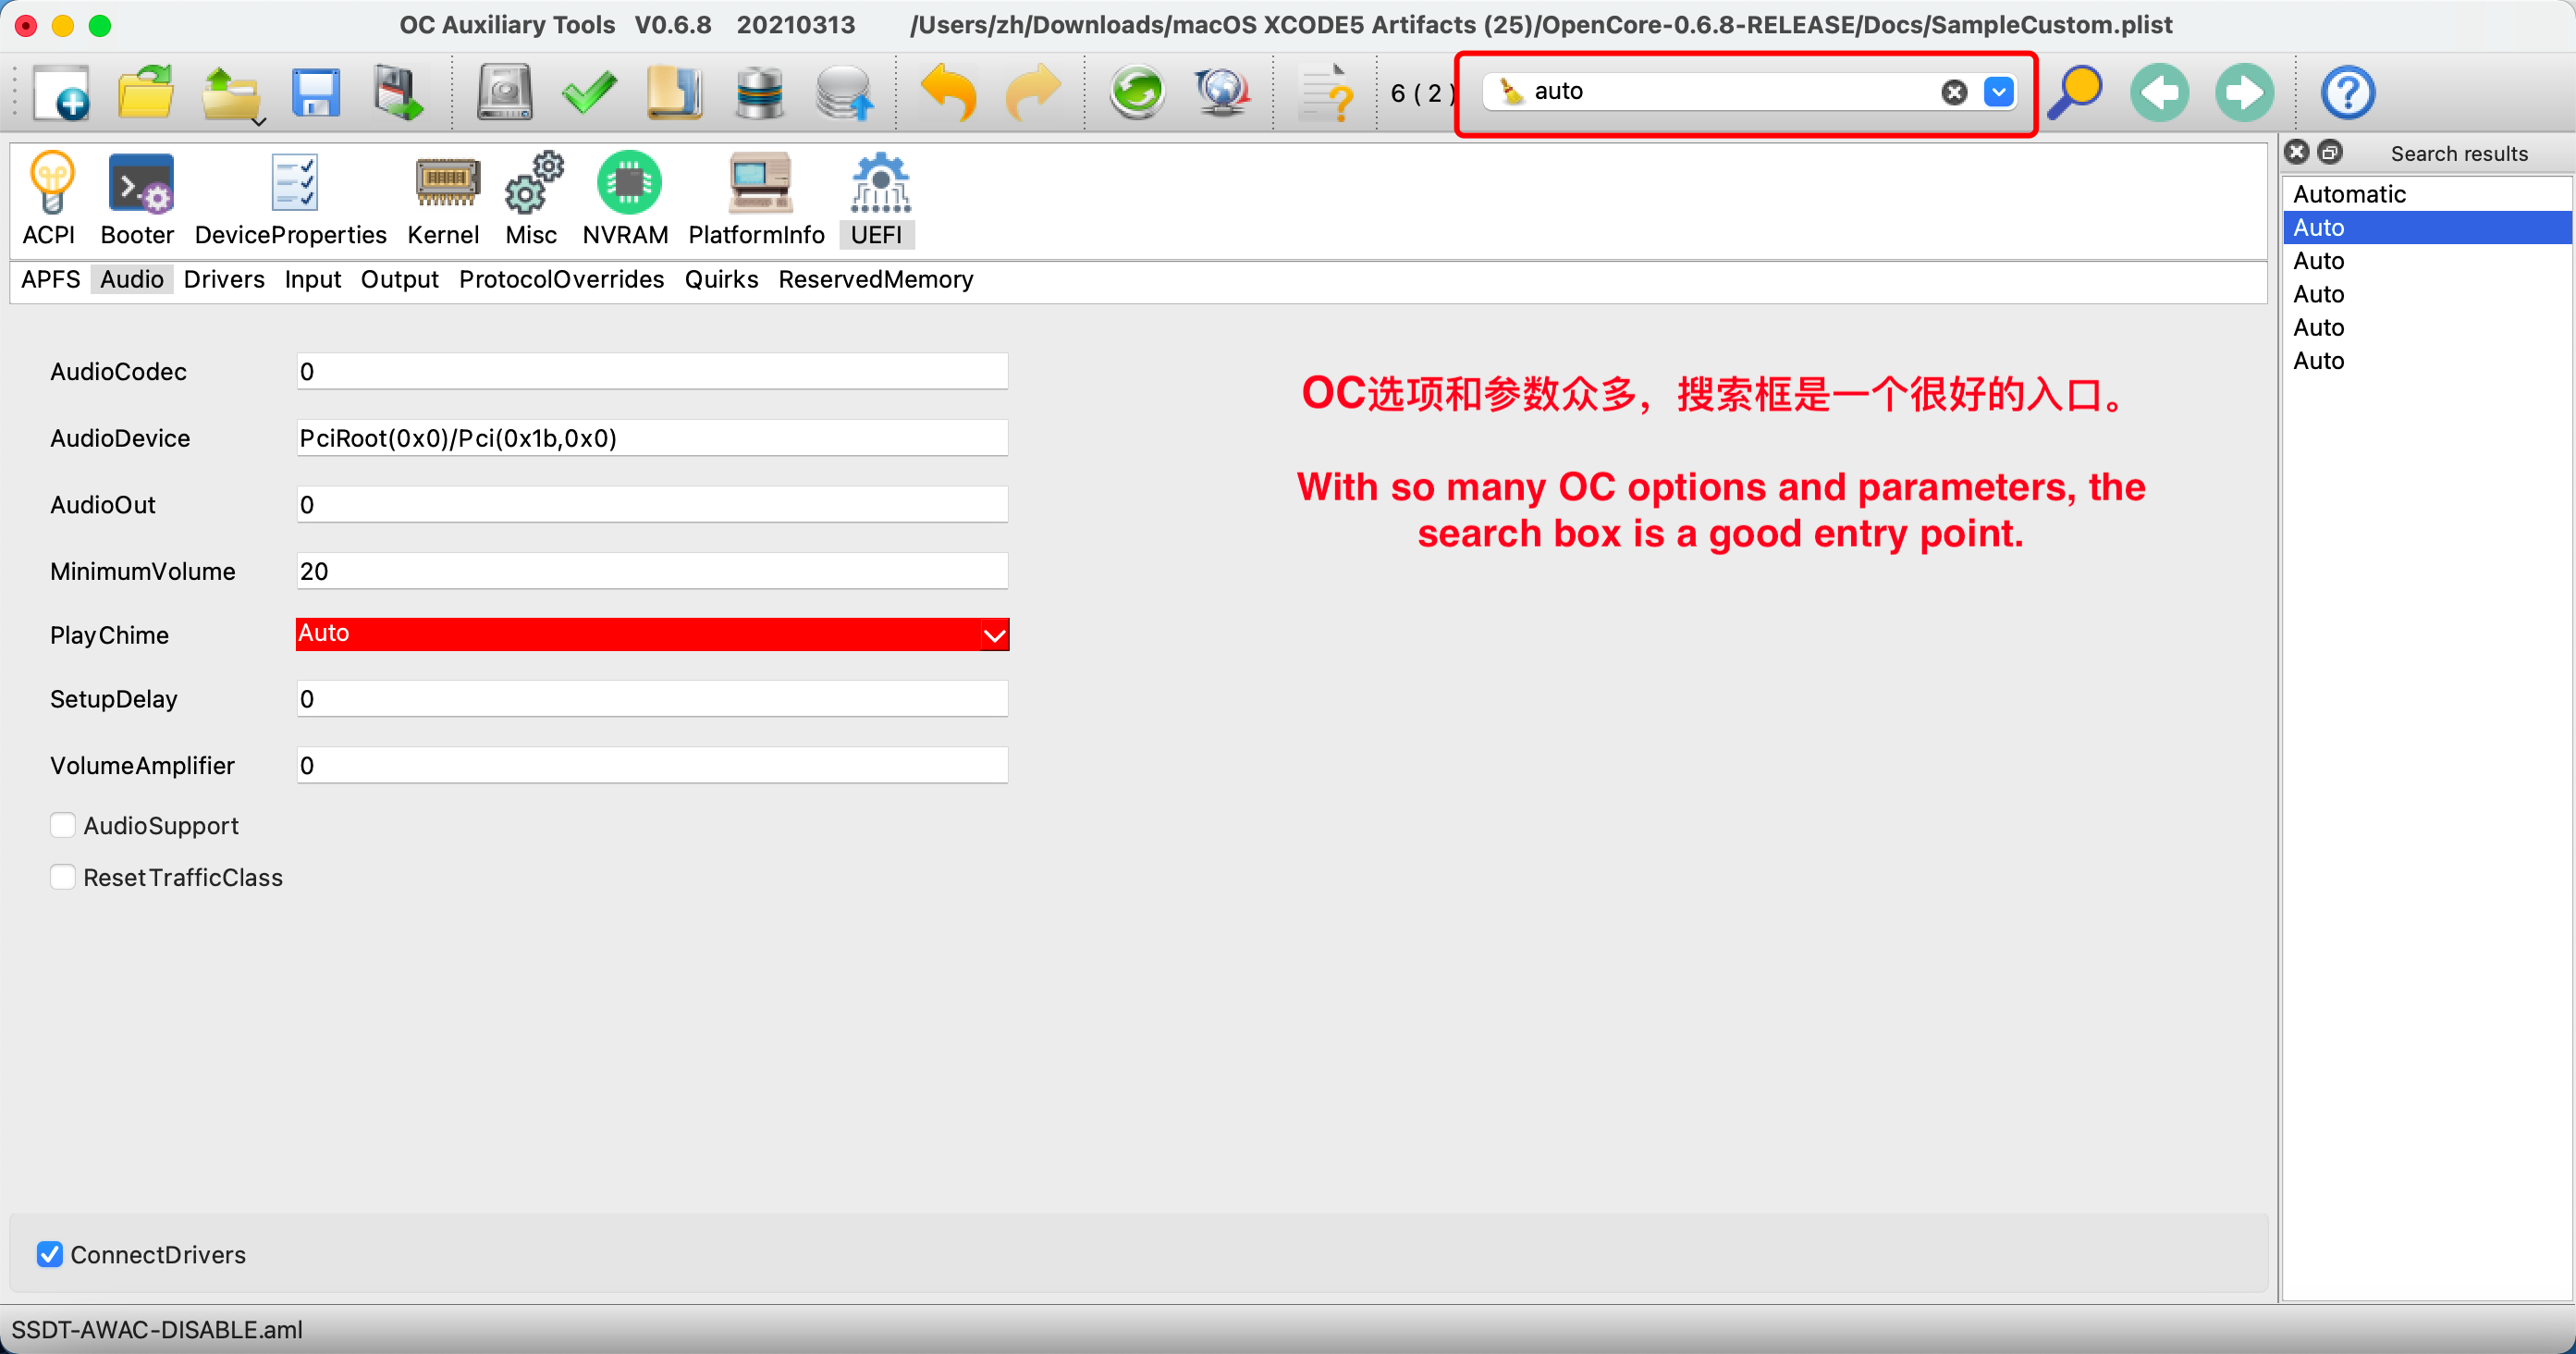 OC Auxiliary Tools V0.6.8 20210313 /Users/zh/Downloads/macOS XCODE5 Artifacts (25)/OpenCore-0.6.8-RELEASE/Docs/SampleCustom.plist
6 ( 2 ) auto
ACPI Booter DeviceProperties Kernel Misc NVRAM PlatformInfo UEFI
APFS Audio Drivers Input Output ProtocolOverrides Quirks ReservedMemory
AudioCodec 0
AudioDevice PciRoot(0x0)/Pci(0x1b,0x0)
AudioOut 0
MinimumVolume 20
PlayChime Auto
SetupDelay 0
VolumeAmplifier 0
AudioSupport
ResetTrafficClass
OC选项和参数众多，搜索框是一个很好的入口。
With so many OC options and parameters, the
search box is a good entry point.
Search results
Automatic
Auto
Auto
Auto
Auto
Auto
ConnectDrivers
SSDT-AWAC-DISABLE.aml